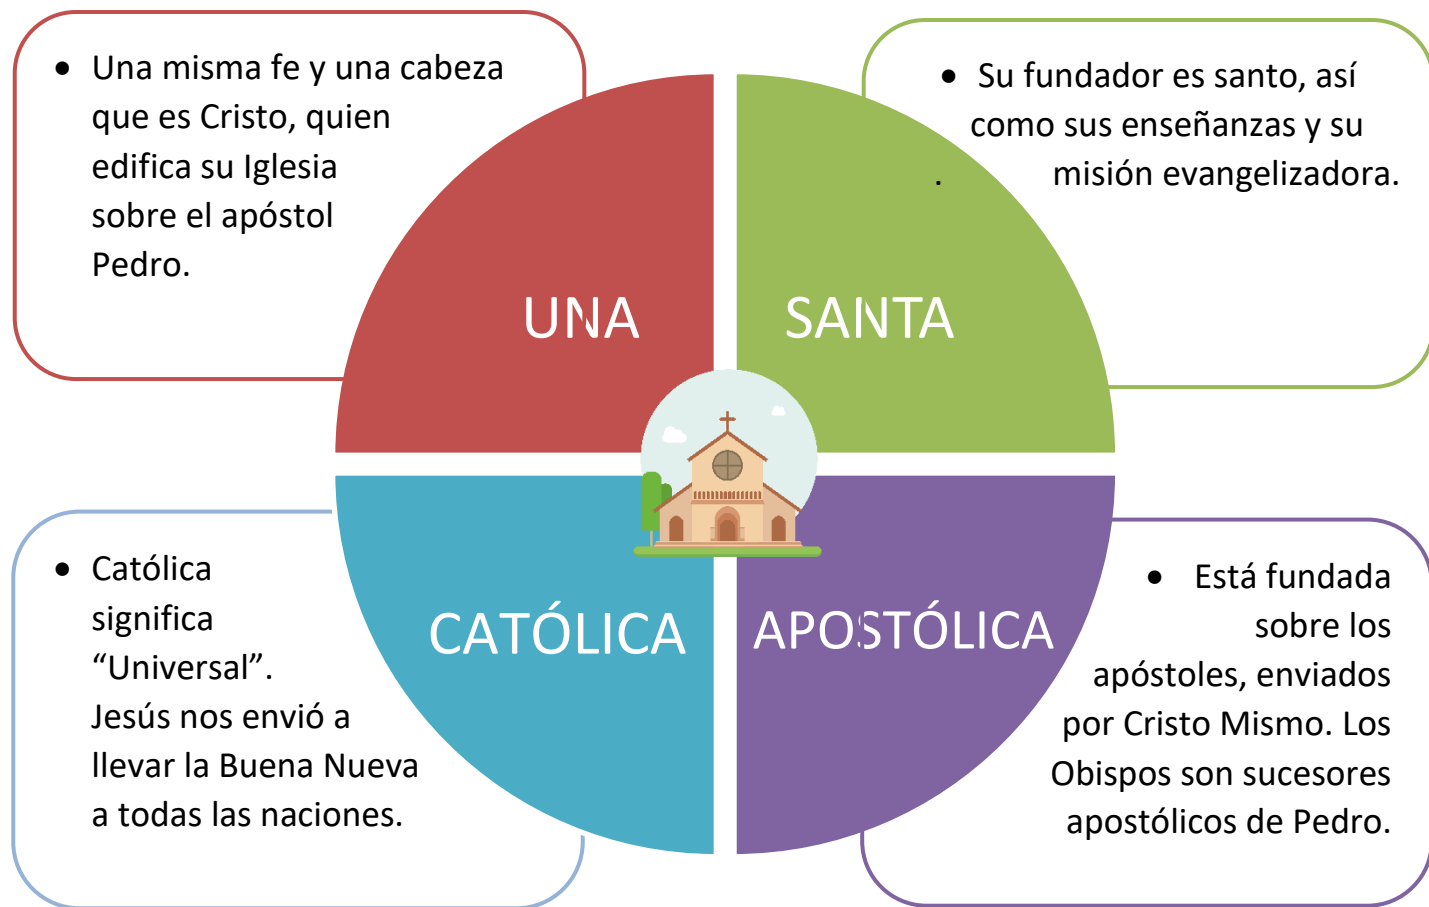 • Una misma fe y una cabeza
que es Cristo, quien
edifica su Iglesia
sobre el apóstol
Pedro.
• Su fundador es santo, así
como sus enseñanzas y su
. misión evangelizadora.
UNA
SANTA
CATÓLICA
APOSTÓLICA
• Católica
significa
“Universal”.
Jesús nos envió a
llevar la Buena Nueva
a todas las naciones.
• Está fundada
sobre los
apóstoles, enviados
por Cristo Mismo. Los
Obispos son sucesores
apostólicos de Pedro.